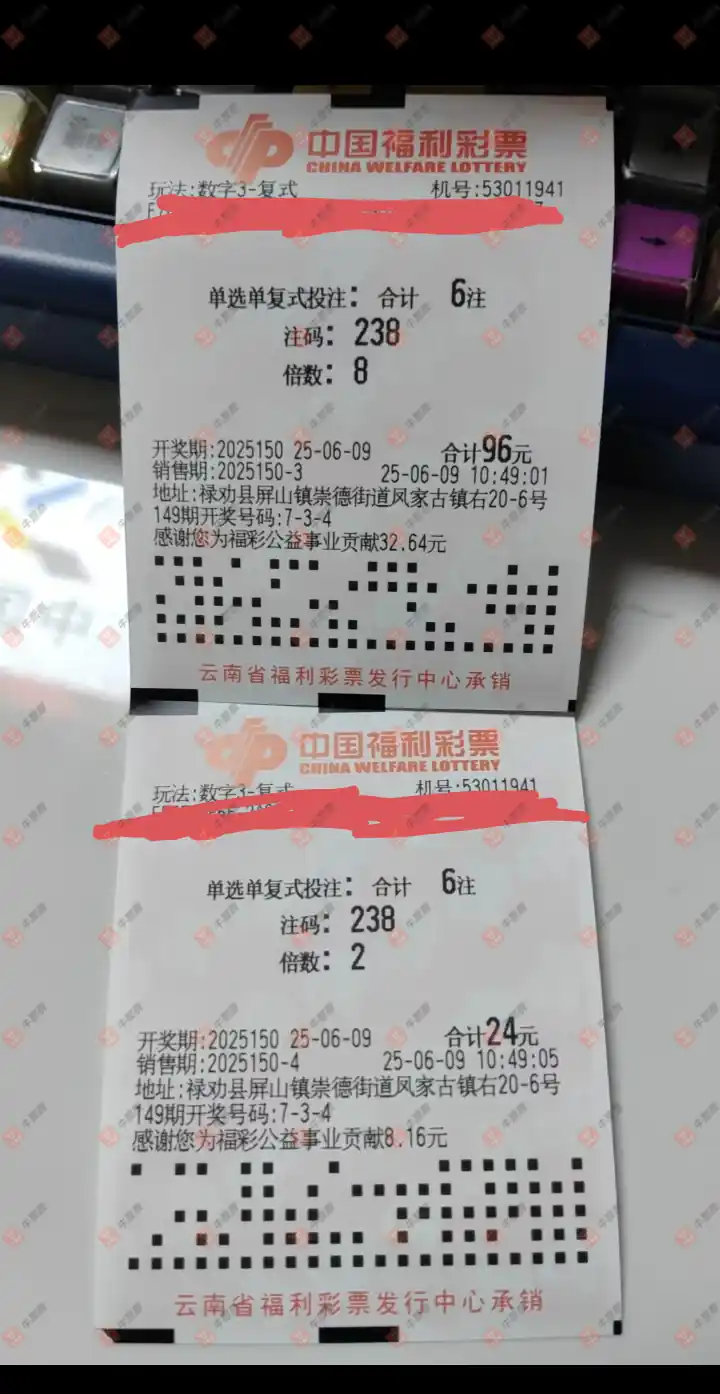 中国福利彩票
CHINA WELFARE LOTTERY
玩法:数字3-复式 机号:53011941
单选单复式投注: 合计 6注
注码: 238
倍数: 8
开奖期:2025150 25-06-09 合计96元
销售期:2025150-3 25-06-09 10:49:01
地址:禄劝县屏山镇崇德街道凤家古镇右20-6号
149期开奖号码:7-3-4
感谢您为福彩公益事业贡献32.64元
云南省福利彩票发行中心承销
中国福利彩票
CHINA WELFARE LOTTERY
玩法:数字3-复式 机号:53011941
单选单复式投注: 合计 6注
注码: 238
倍数: 2
开奖期:2025150 25-06-09 合计24元
销售期:2025150-4 25-06-09 10:49:05
地址:禄劝县屏山镇崇德街道凤家古镇右20-6号
149期开奖号码:7-3-4
感谢您为福彩公益事业贡献8.16元
云南省福利彩票发行中心承销